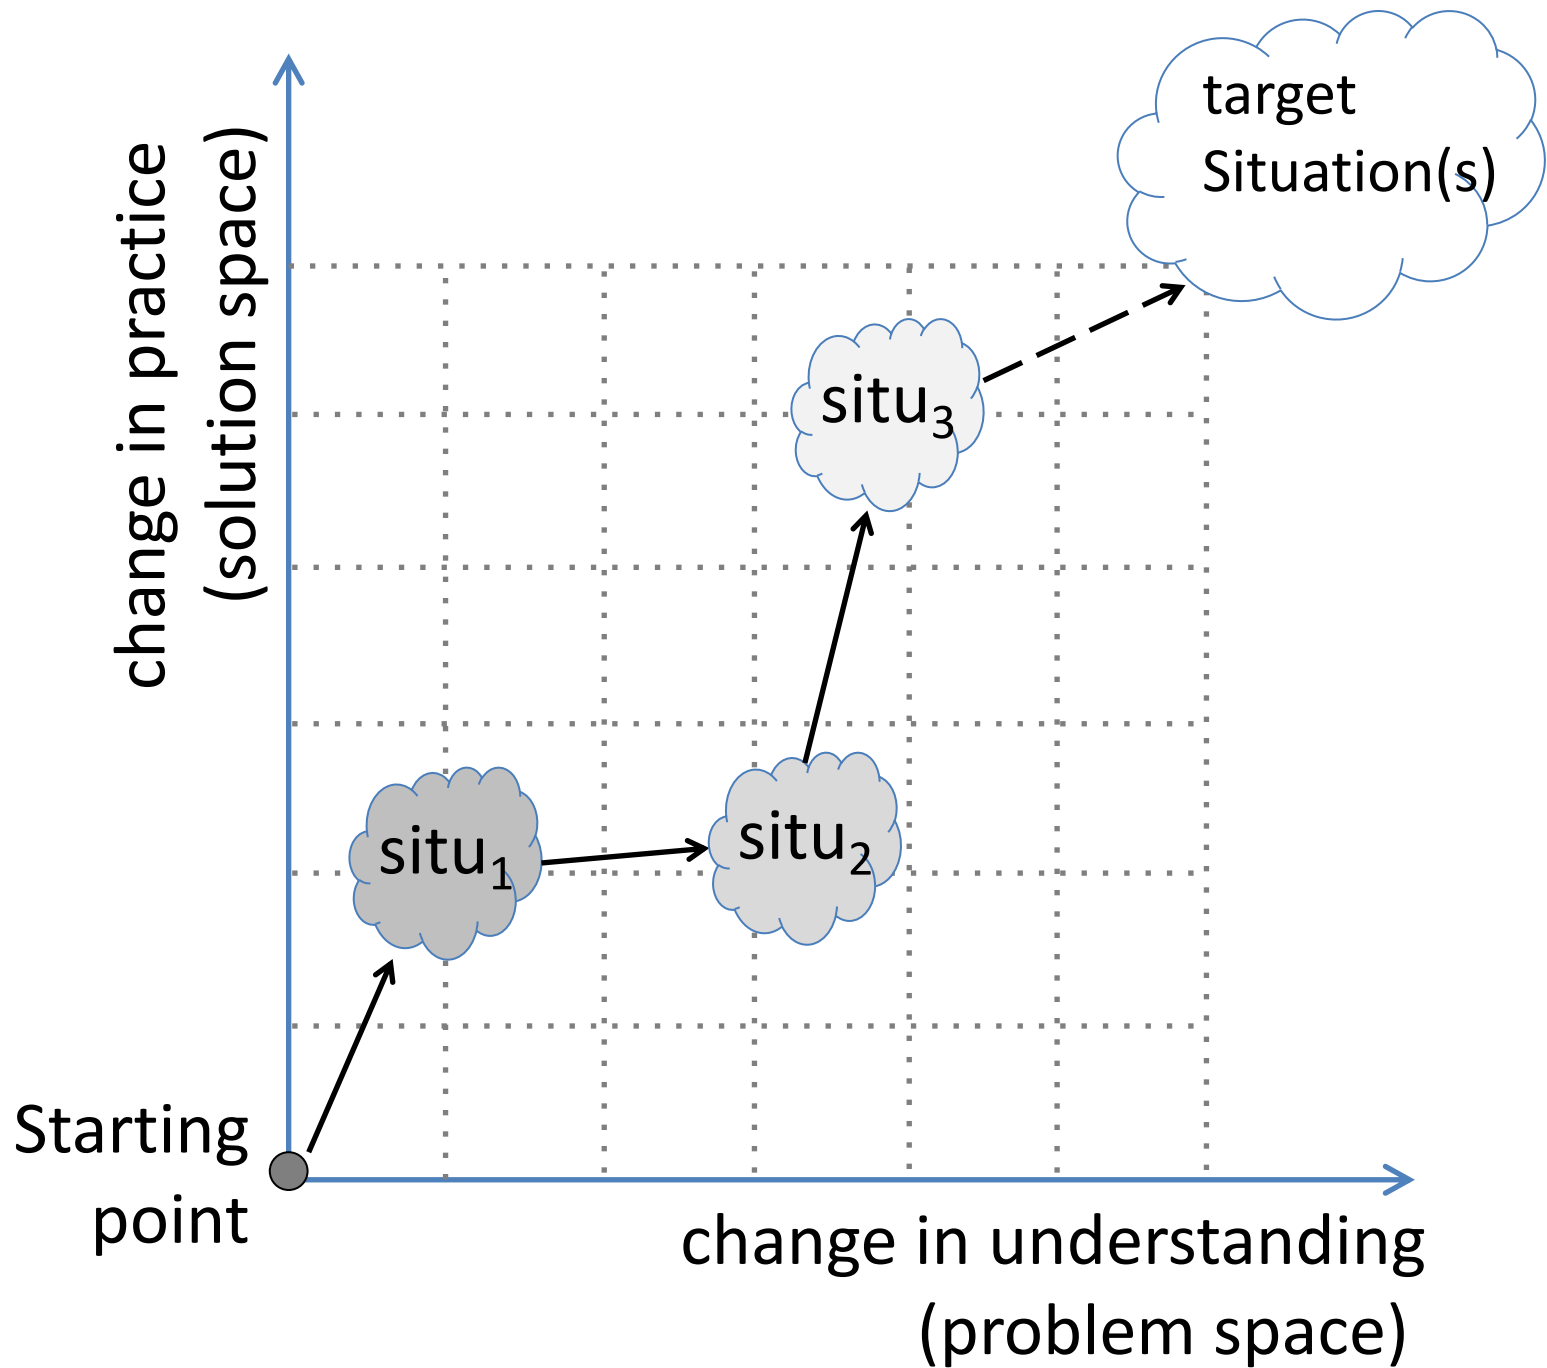 change in practice
(solution space)
target
Situation(s)
situ₃
situ₁
situ₂
Starting
point
change in understanding
(problem space)